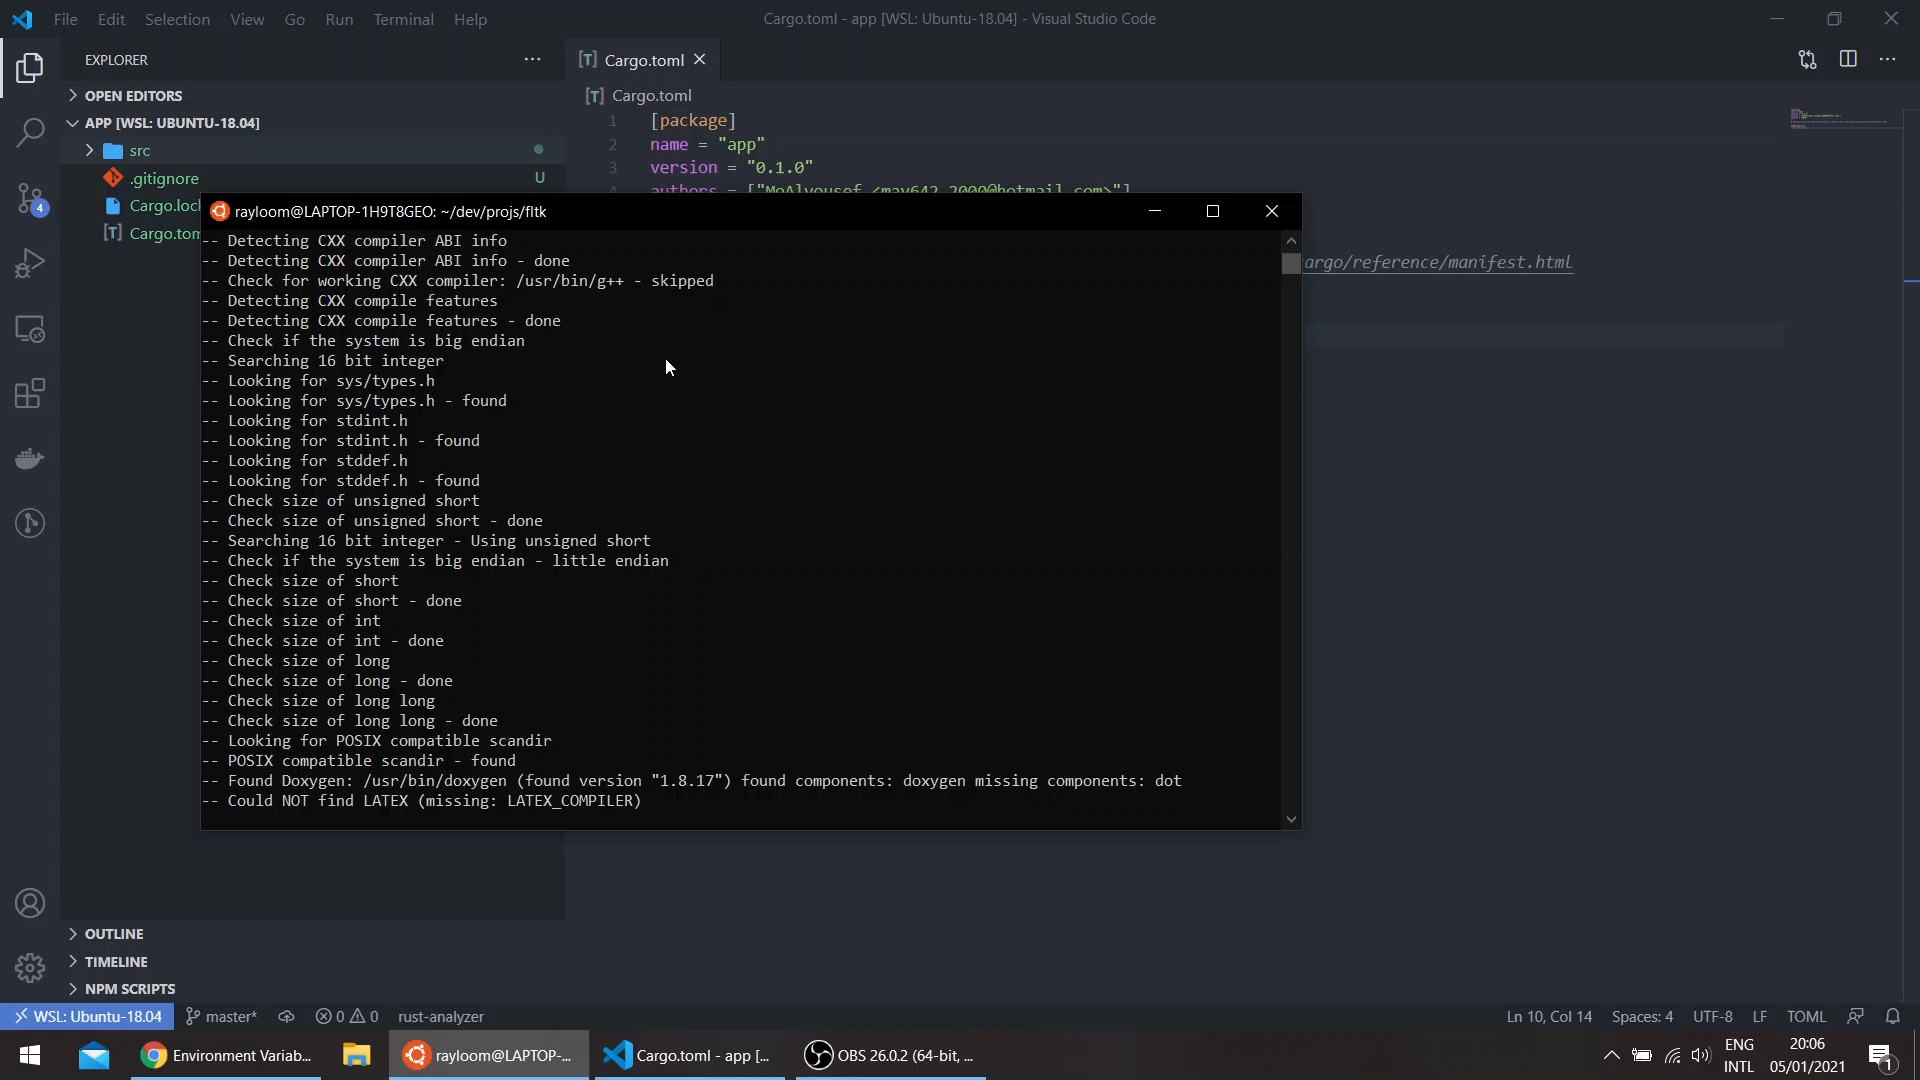 File Edit Selection View Go Run Terminal Help
Cargo.toml - app [WSL: Ubuntu-18.04] - Visual Studio Code
EXPLORER
Cargo.toml
OPEN EDITORS
Cargo.toml
APP [WSL: UBUNTU-18.04]
1 [package]
src
2 name = "app"
.gitignore U
3 version = "0.1.0"
4 authors = ["MoAlyousef <may642_2000@hotmail.com>"]
Cargo.lock
Cargo.tom
argo/reference/manifest.html
rayloom@LAPTOP-1H9T8GEO: ~/dev/projs/fltk
-- Detecting CXX compiler ABI info
-- Detecting CXX compiler ABI info - done
-- Check for working CXX compiler: /usr/bin/g++ - skipped
-- Detecting CXX compile features
-- Detecting CXX compile features - done
-- Check if the system is big endian
-- Searching 16 bit integer
-- Looking for sys/types.h
-- Looking for sys/types.h - found
-- Looking for stdint.h
-- Looking for stdint.h - found
-- Looking for stddef.h
-- Looking for stddef.h - found
-- Check size of unsigned short
-- Check size of unsigned short - done
-- Searching 16 bit integer - Using unsigned short
-- Check if the system is big endian - little endian
-- Check size of short
-- Check size of short - done
-- Check size of int
-- Check size of int - done
-- Check size of long
-- Check size of long - done
-- Check size of long long
-- Check size of long long - done
-- Looking for POSIX compatible scandir
-- POSIX compatible scandir - found
-- Found Doxygen: /usr/bin/doxygen (found version "1.8.17") found components: doxygen missing components: dot
-- Could NOT find LATEX (missing: LATEX_COMPILER)
4
OUTLINE
TIMELINE
NPM SCRIPTS
WSL: Ubuntu-18.04 master* 0 0 rust-analyzer
Ln 10, Col 14 Spaces: 4 UTF-8 LF TOML
Environment Variab...
rayloom@LAPTOP-...
Cargo.toml - app [...
OBS 26.0.2 (64-bit, ...
ENG
INTL
20:06
05/01/2021
1